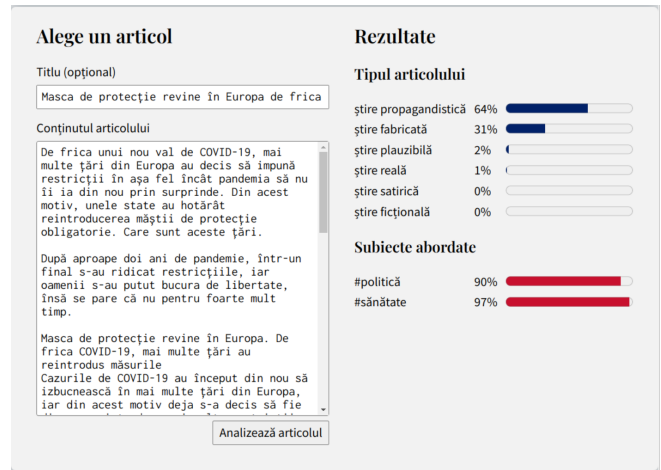 Alege un articol
Titlu (opțional)
Masca de protecție revine în Europa de frica
Conținutul articolului
De frica unui nou val de COVID-19, mai
multe țări din Europa au decis să impună
restricții în așa fel încât pandemia să nu
îi ia din nou prin surprinde. Din acest
motiv, unele state au hotărât
reintroducerea măștii de protecție
obligatorie. Care sunt aceste țări.
După aproape doi ani de pandemie, într-un
final s-au ridicat restricțiile, iar
oamenii s-au putut bucura de libertate,
însă se pare că nu pentru foarte mult
timp.
Masca de protecție revine în Europa. De
frica COVID-19, mai multe țări au
reintrodus măsurile
Cazurile de COVID-19 au început din nou să
izbucnească în mai multe țări din Europa,
iar din acest motiv deja s-a decis să fie
Analizează articolul
Rezultate
Tipul articolului
știre propagandistică 64%
știre fabricată 31%
știre plauzibilă 2%
știre reală 1%
știre satirică 0%
știre ficțională 0%
Subiecte abordate
#politică 90%
#sănătate 97%